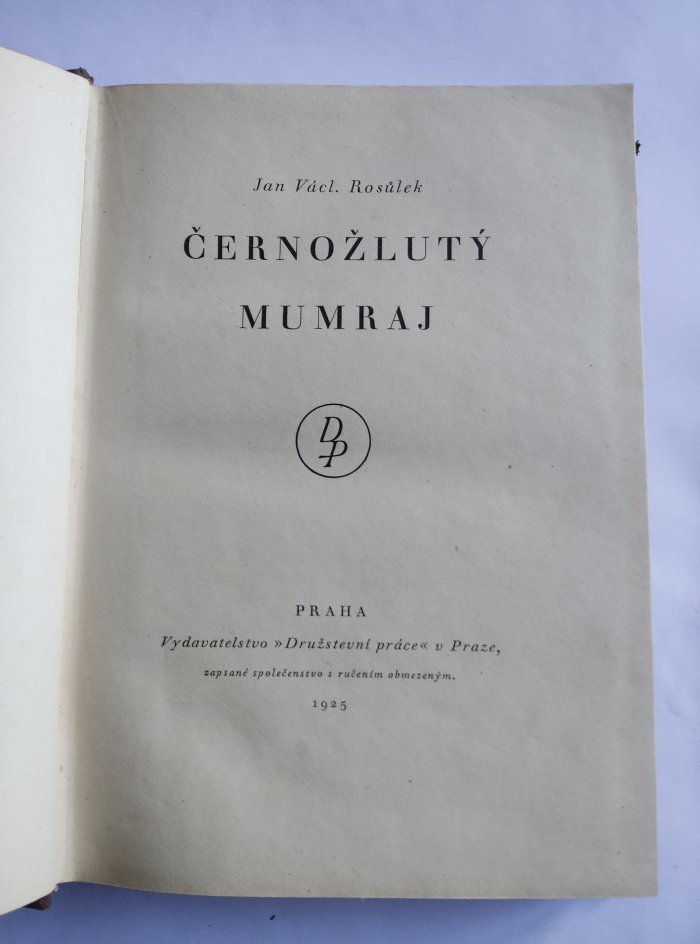 Jan Václ. Rosůlek
ČERNOŽLUTÝ
MUMRAJ
DP
PRAHA
Vydavatelstvo »Družstevní práce« v Praze,
zapsané společenstvo s ručením obmezeným.
1925